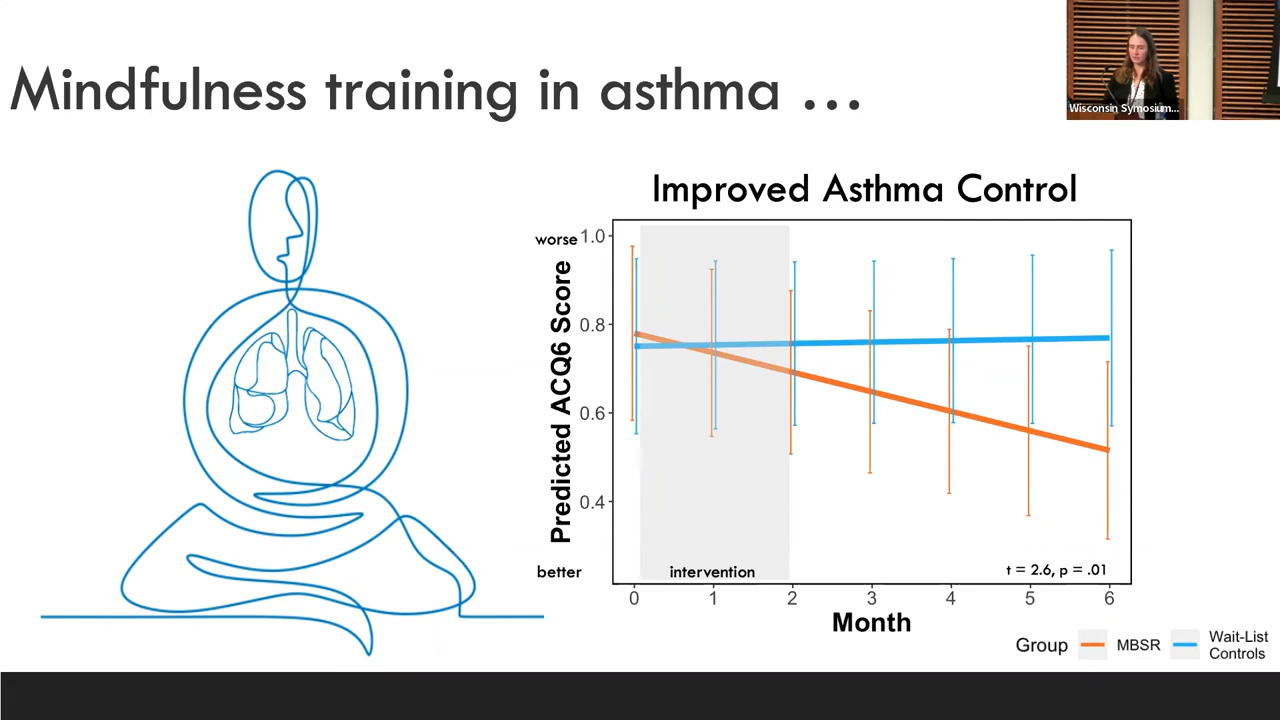 Mindfulness training in asthma ...
Wisconsin Symosium...
Improved Asthma Control
worse
1.0
0.8
0.6
0.4
Predicted ACQ6 Score
better
intervention
t = 2.6, p = .01
0 1 2 3 4 5 6
Month
Group MBSR Wait-List
Controls